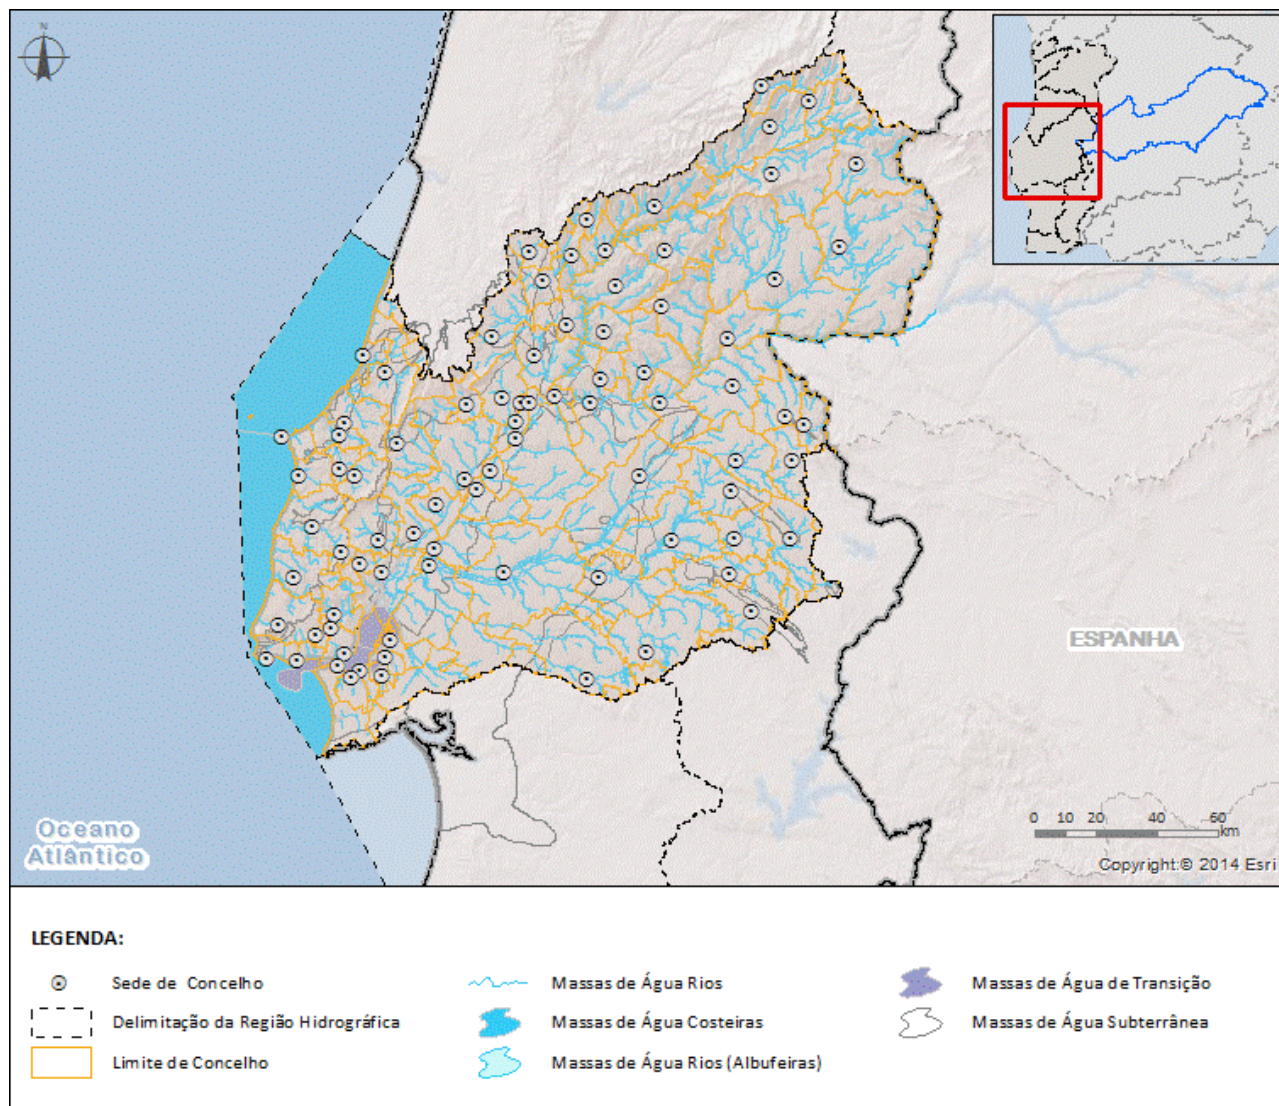 N
ESPANHA
Oceano
Atlântico
0 10 20 40 60
km
Copyright:© 2014 Esri
LEGENDA:
Sede de Concelho
Massas de Água Rios
Massas de Água de Transição
Delimitação da Região Hidrográfica
Massas de Água Costeiras
Massas de Água Subterrânea
Limite de Concelho
Massas de Água Rios (Albufeiras)